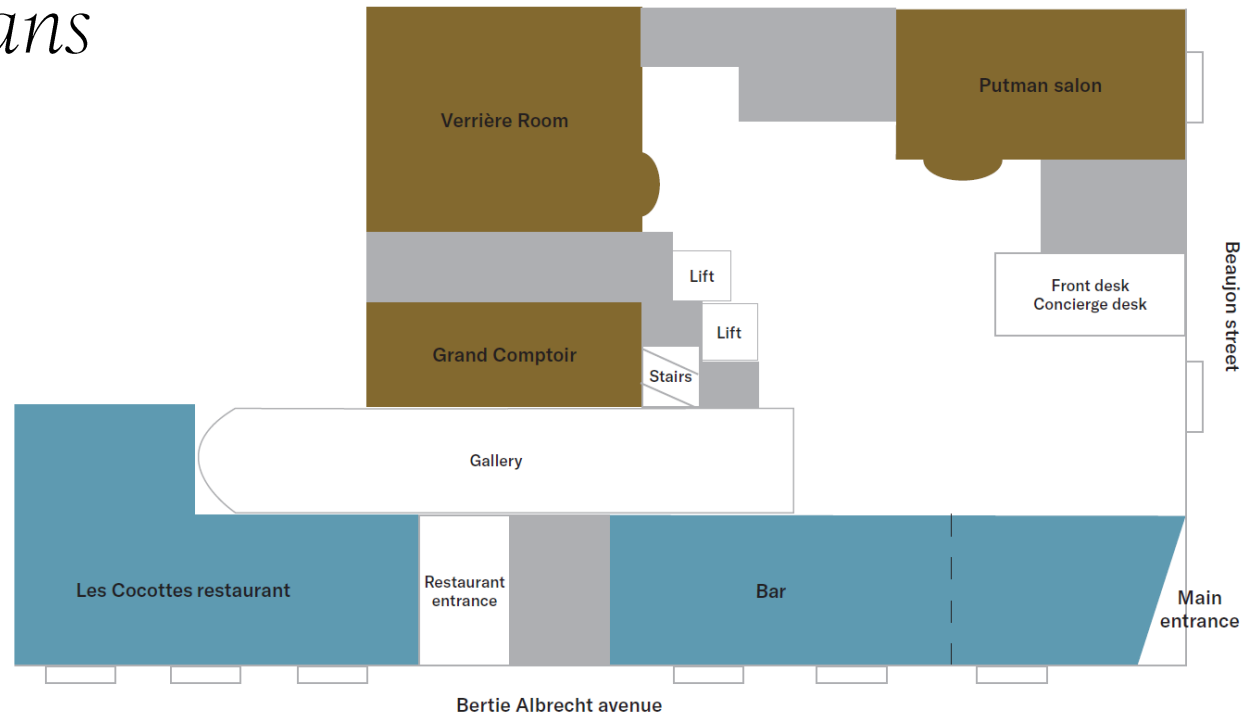 Verrière Room
Putman salon
Lift
Front desk
Concierge desk
Beaujon street
Lift
Grand Comptoir
Stairs
Gallery
Les Cocottes restaurant
Restaurant
entrance
Bar
Main
entrance
Bertie Albrecht avenue